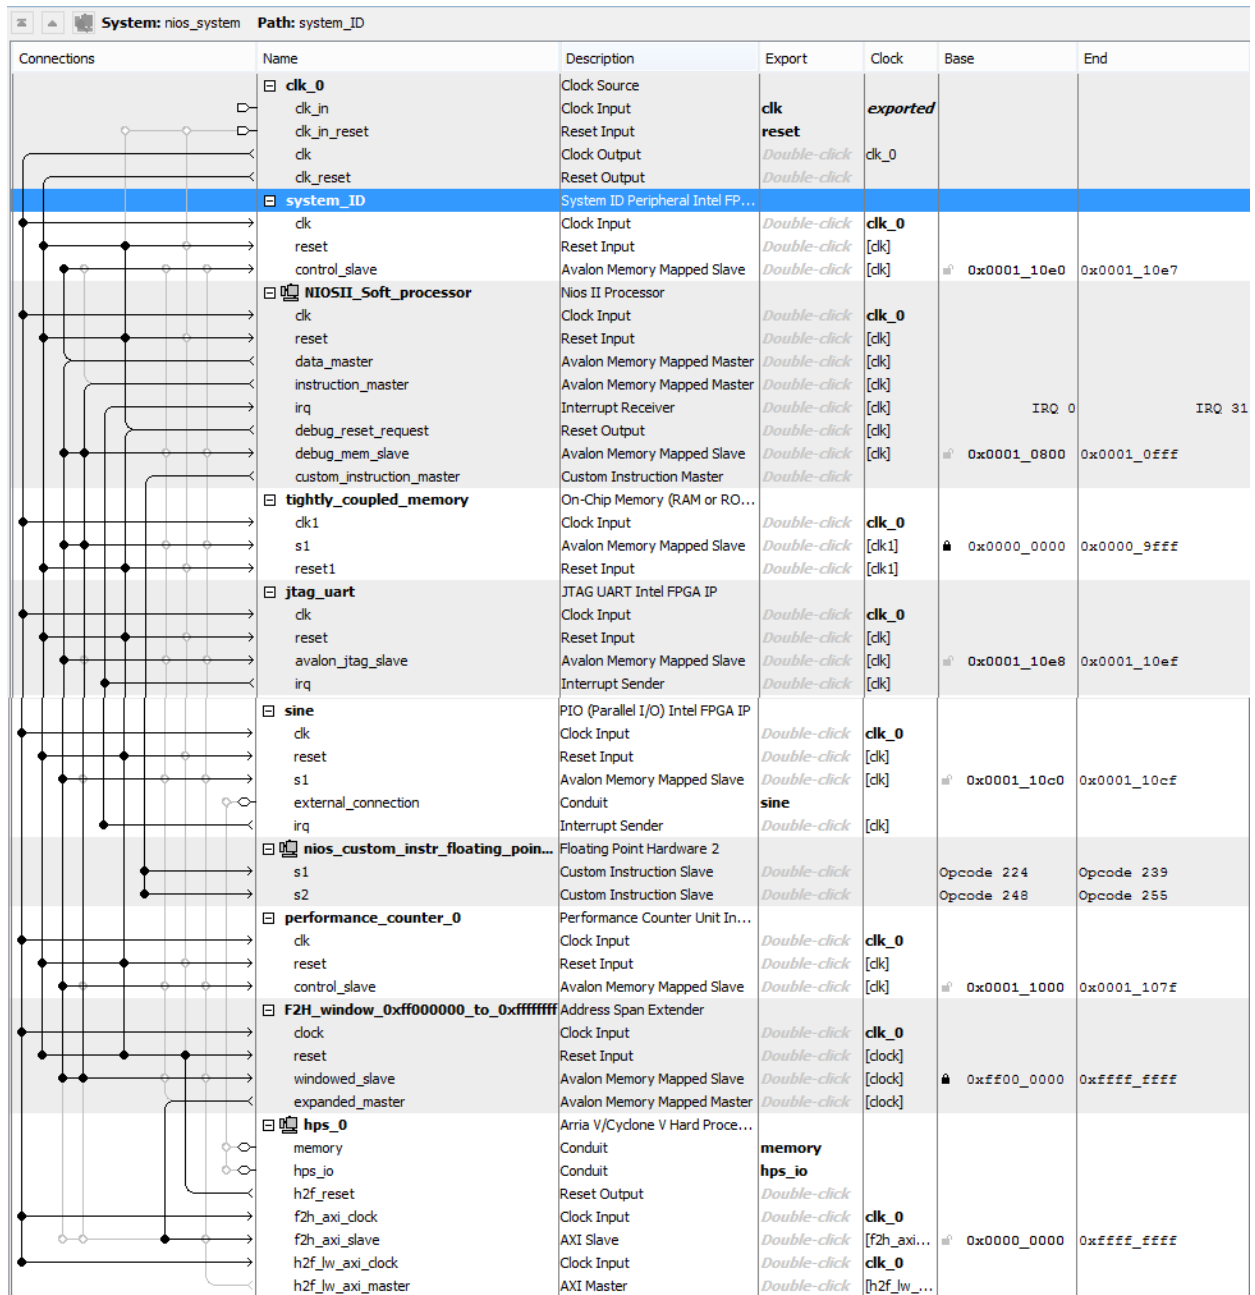 System: nios_system Path: system_ID
Connections Name Description Export Clock Base End
clk_0 Clock Source
clk_in Clock Input clk exported
clk_in_reset Reset Input reset
clk Clock Output Double-click clk_0
clk_reset Reset Output Double-click
system_ID System ID Peripheral Intel FP...
clk Clock Input Double-click clk_0
reset Reset Input Double-click [clk]
control_slave Avalon Memory Mapped Slave Double-click [clk] 0x0001_10e0 0x0001_10e7
NIOSII_Soft_processor Nios II Processor
clk Clock Input Double-click clk_0
reset Reset Input Double-click [clk]
data_master Avalon Memory Mapped Master Double-click [clk]
instruction_master Avalon Memory Mapped Master Double-click [clk]
irq Interrupt Receiver Double-click [clk] IRQ 0 IRQ 31
debug_reset_request Reset Output Double-click [clk]
debug_mem_slave Avalon Memory Mapped Slave Double-click [clk] 0x0001_0800 0x0001_0fff
custom_instruction_master Custom Instruction Master Double-click
tightly_coupled_memory On-Chip Memory (RAM or RO...
clk1 Clock Input Double-click clk_0
s1 Avalon Memory Mapped Slave Double-click [clk1] 0x0000_0000 0x0000_9fff
reset1 Reset Input Double-click [clk1]
jtag_uart JTAG UART Intel FPGA IP
clk Clock Input Double-click clk_0
reset Reset Input Double-click [clk]
avalon_jtag_slave Avalon Memory Mapped Slave Double-click [clk] 0x0001_10e8 0x0001_10ef
irq Interrupt Sender Double-click [clk]
sine PIO (Parallel I/O) Intel FPGA IP
clk Clock Input Double-click clk_0
reset Reset Input Double-click [clk]
s1 Avalon Memory Mapped Slave Double-click [clk] 0x0001_10c0 0x0001_10cf
external_connection Conduit sine
irq Interrupt Sender Double-click [clk]
nios_custom_instr_floating_poin... Floating Point Hardware 2
s1 Custom Instruction Slave Double-click Opcode 224 Opcode 239
s2 Custom Instruction Slave Double-click Opcode 248 Opcode 255
performance_counter_0 Performance Counter Unit In...
clk Clock Input Double-click clk_0
reset Reset Input Double-click [clk]
control_slave Avalon Memory Mapped Slave Double-click [clk] 0x0001_1000 0x0001_107f
F2H_window_0xff000000_to_0xffffffff Address Span Extender
clock Clock Input Double-click clk_0
reset Reset Input Double-click [clock]
windowed_slave Avalon Memory Mapped Slave Double-click [clock] 0xff00_0000 0xffff_ffff
expanded_master Avalon Memory Mapped Master Double-click [clock]
hps_0 Arria V/Cyclone V Hard Proce...
memory Conduit memory
hps_io Conduit hps_io
h2f_reset Reset Output Double-click
f2h_axi_clock Clock Input Double-click clk_0
f2h_axi_slave AXI Slave Double-click [f2h_axi... 0x0000_0000 0xffff_ffff
h2f_lw_axi_clock Clock Input Double-click clk_0
h2f_lw_axi_master AXI Master Double-click [h2f_lw_...